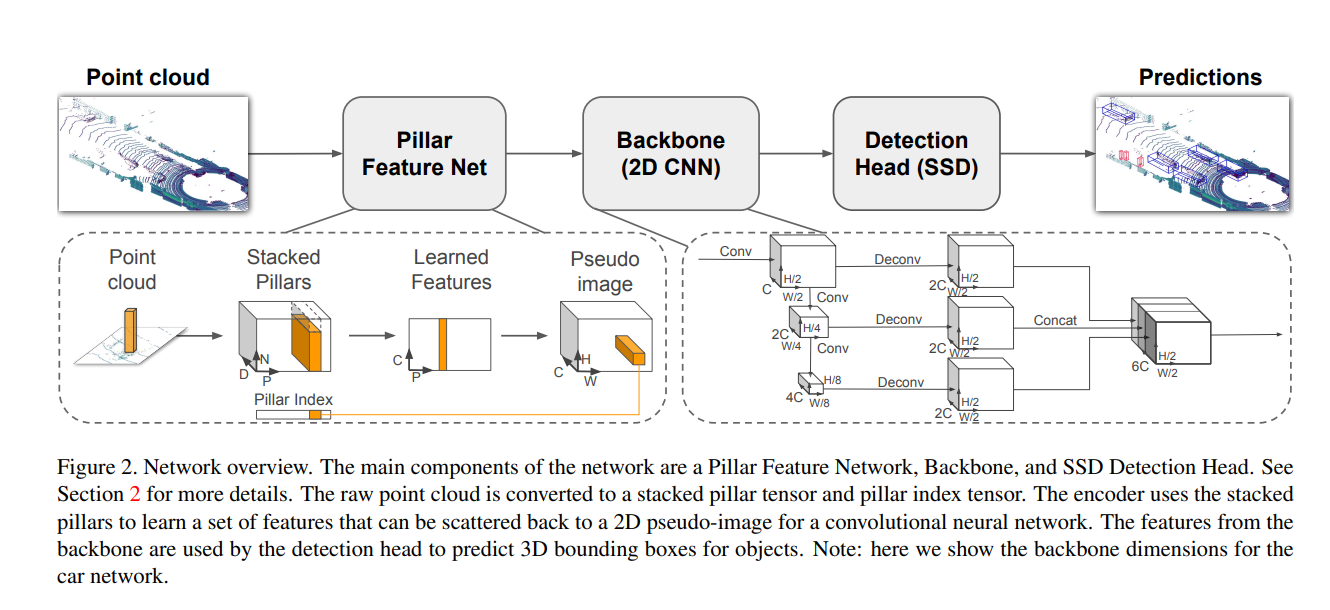 Point cloud
Predictions
Pillar
Feature Net
Backbone
(2D CNN)
Detection
Head (SSD)
Point
cloud
Stacked
Pillars
Learned
Features
Pseudo
image
D
N
P
C
P
C
H
W
Pillar Index
Conv
C
H/2
W/2
Conv
2C
H/4
W/4
Conv
4C
H/8
W/8
Deconv
2C
H/2
W/2
Deconv
2C
H/2
W/2
Deconv
2C
H/2
W/2
Concat
6C
H/2
W/2
Figure 2. Network overview. The main components of the network are a Pillar Feature Network, Backbone, and SSD Detection Head. See
Section 2 for more details. The raw point cloud is converted to a stacked pillar tensor and pillar index tensor. The encoder uses the stacked
pillars to learn a set of features that can be scattered back to a 2D pseudo-image for a convolutional neural network. The features from the
backbone are used by the detection head to predict 3D bounding boxes for objects. Note: here we show the backbone dimensions for the
car network.